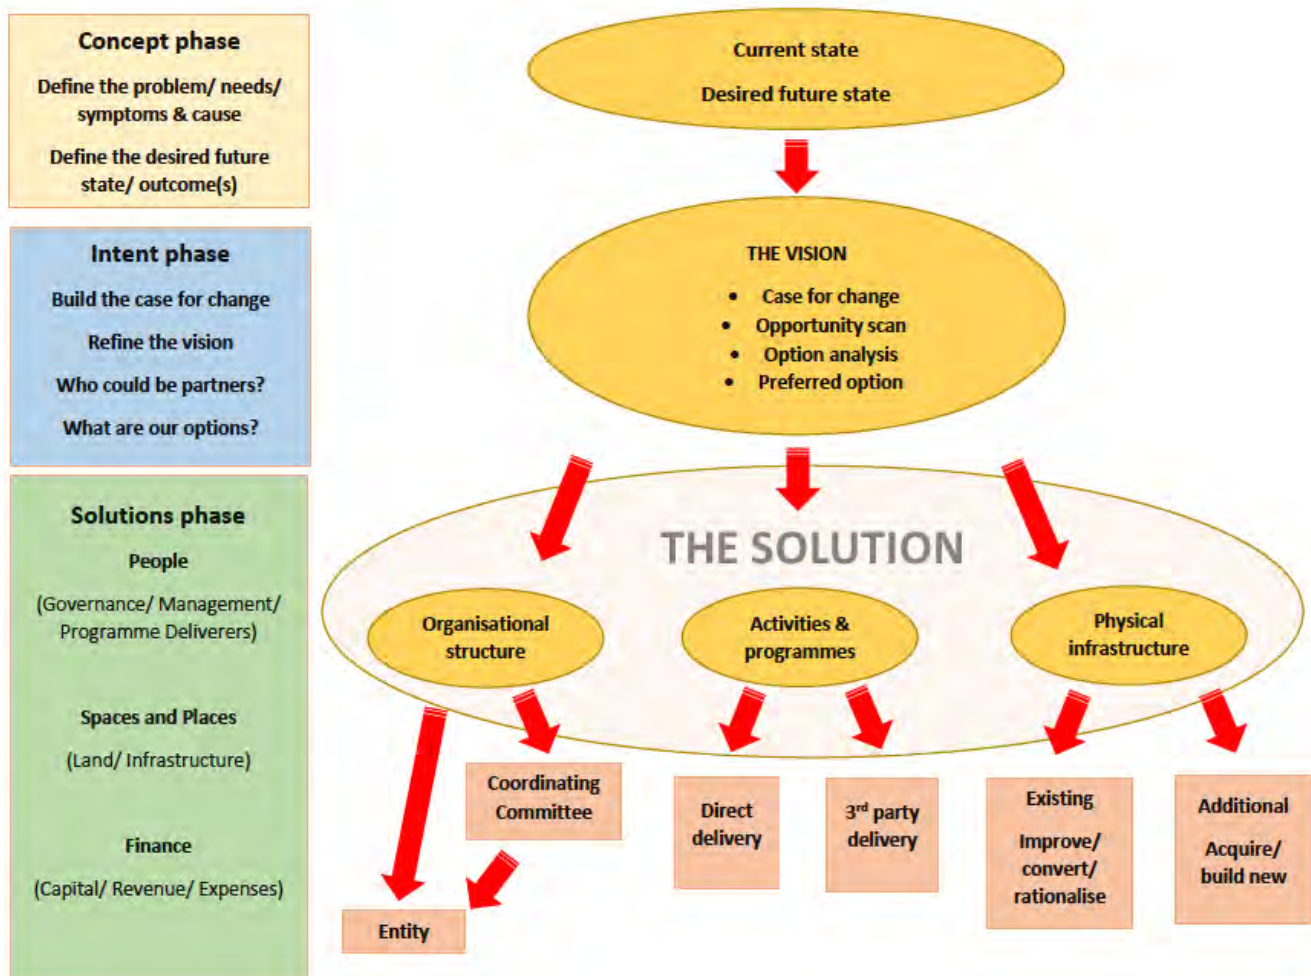 Concept phase
Define the problem/ needs/
symptoms & cause
Define the desired future
state/ outcome(s)
Intent phase
Build the case for change
Refine the vision
Who could be partners?
What are our options?
Solutions phase
People
(Governance/ Management/
Programme Deliverers)
Spaces and Places
(Land/ Infrastructure)
Finance
(Capital/ Revenue/ Expenses)
Current state
Desired future state
THE VISION
• Case for change
• Opportunity scan
• Option analysis
• Preferred option
THE SOLUTION
Organisational
structure
Activities &
programmes
Physical
infrastructure
Coordinating
Committee
Entity
Direct
delivery
3rd party
delivery
Existing
Improve/
convert/
rationalise
Additional
Acquire/
build new